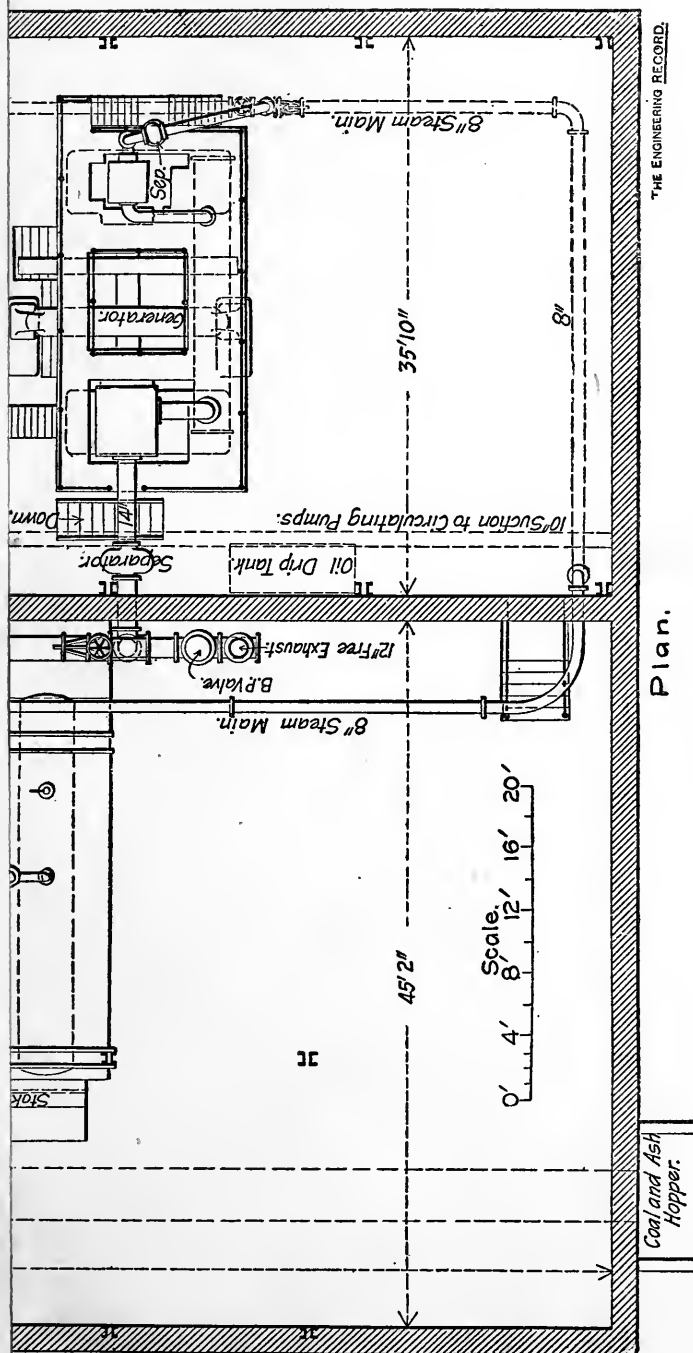 THE ENGINEERING RECORD.
8" Steam Main.
Sep.
Generator.
35'10"
8"
Down.
14"
10" Suction to Circulating Pumps.
Separator.
Oil Drip Tank
12" Free Exhaust.
B.P. Valve.
8" Steam Main.
Plan.
Scale.
0' 4' 8' 12' 16' 20'
45'2"
Stok
Coal and Ash
Hopper.